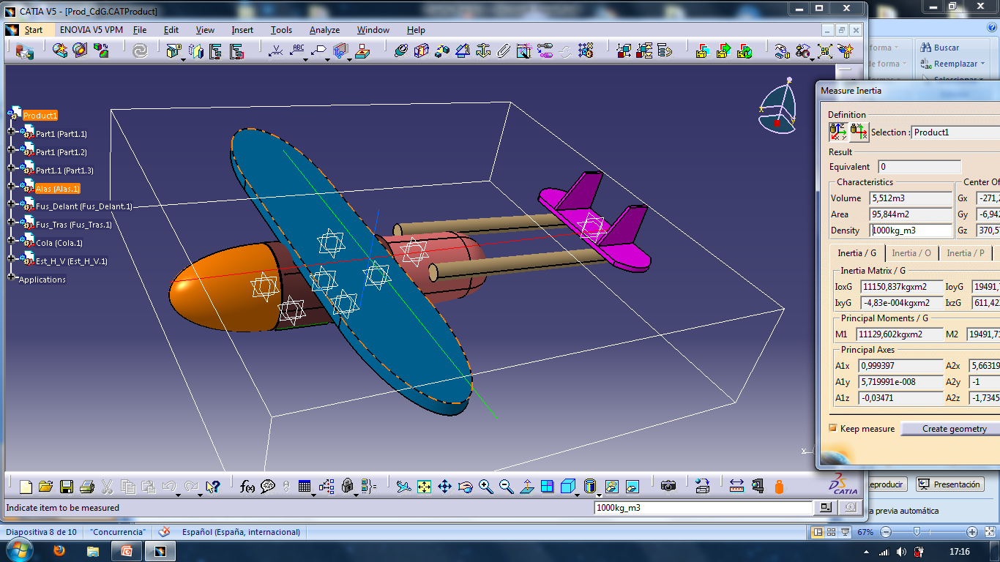 CATIA V5 - [Prod_CdG.CATProduct]
Start ENOVIA V5 VPM File Edit View Insert Tools Analyze Window Help
ABC
Buscar
Reemplazar
Seleccionar
forma
de forma
Product1
Part1 (Part1.1)
Part1 (Part1.2)
Part1.1 (Part1.3)
Alas (Alas.1)
Fus_Delant (Fus_Delant.1)
Fus_Tras (Fus_Tras.1)
Cola (Cola.1)
Est_H_V (Est_H_V.1)
Applications
Measure Inertia
Definition
Selection : Product1
Result
Equivalent 0
Characteristics Center Of
Volume 5,512m3 Gx -271,2
Area 95,844m2 Gy -6,942
Density 1000kg_m3 Gz 370,57
Inertia / G Inertia / O Inertia / P
Inertia Matrix / G
IoxG 11150,837kgxm2 IoyG 19491,7
IxyG -4,83e-004kgxm2 IxzG 611,42
Principal Moments / G
M1 11129,602kgxm2 M2 19491,71
Principal Axes
A1x 0,999397 A2x 5,66319
A1y 5,719991e-008 A2y -1
A1z -0,03471 A2z -1,7345
Keep measure Create geometry
x
f(x)
CATIA
eproducir Presentación
a previa automática
Indicate item to be measured 1000kg_m3
Diapositiva 8 de 10 "Concurrencia" Español (España, internacional) 67%
17:16